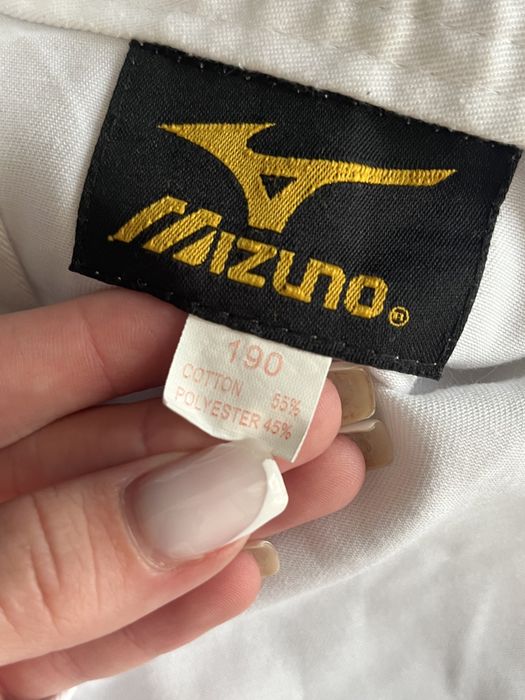 MIZUNO®
190
COTTON 55%
POLYESTER 45%